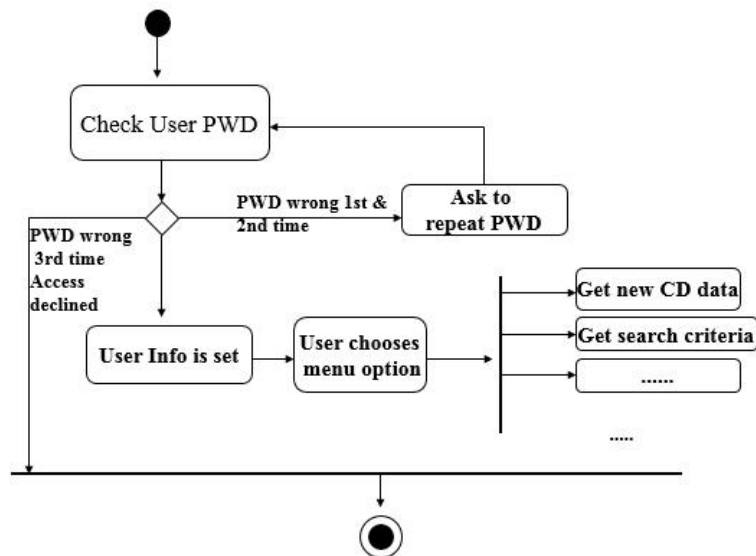 Check User PWD
PWD wrong 1st &
2nd time
Ask to
repeat PWD
PWD wrong
3rd time
Access
declined
User Info is set
User chooses
menu option
Get new CD data
Get search criteria
......
.....